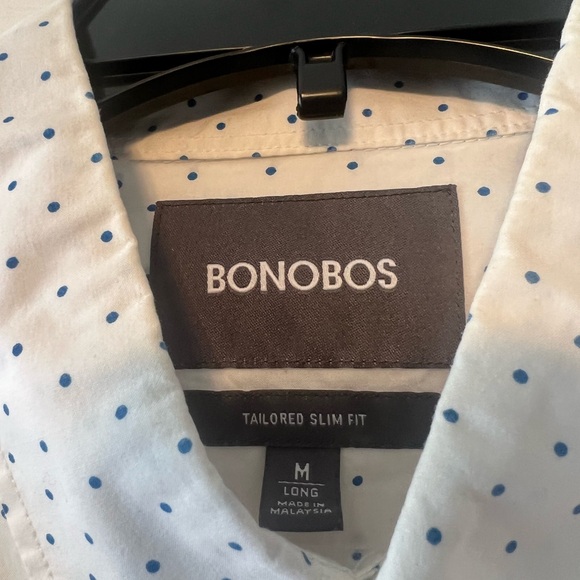 BONOBOS
TAILORED SLIM FIT
M
LONG
MADE IN
MALAYSIA